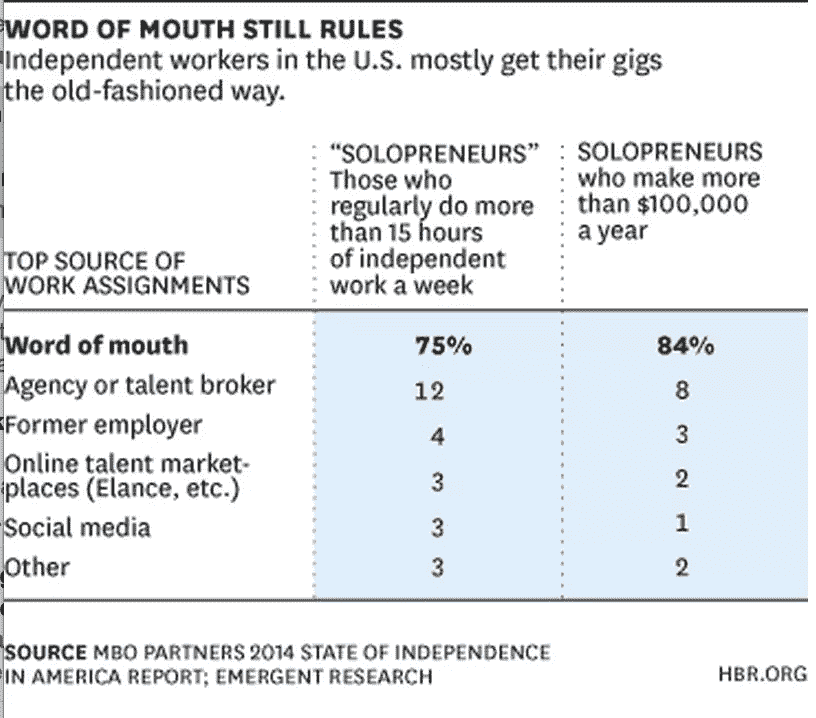 WORD OF MOUTH STILL RULES
Independent workers in the U.S. mostly get their gigs
the old-fashioned way.
TOP SOURCE OF
WORK ASSIGNMENTS
“SOLOPRENEURS”
Those who
regularly do more
than 15 hours
of independent
work a week
SOLOPRENEURS
who make more
than $100,000
a year
Word of mouth 75% 84%
Agency or talent broker 12 8
Former employer 4 3
Online talent market-
places (Elance, etc.) 3 2
Social media 3 1
Other 3 2
SOURCE MBO PARTNERS 2014 STATE OF INDEPENDENCE
IN AMERICA REPORT; EMERGENT RESEARCH
HBR.ORG